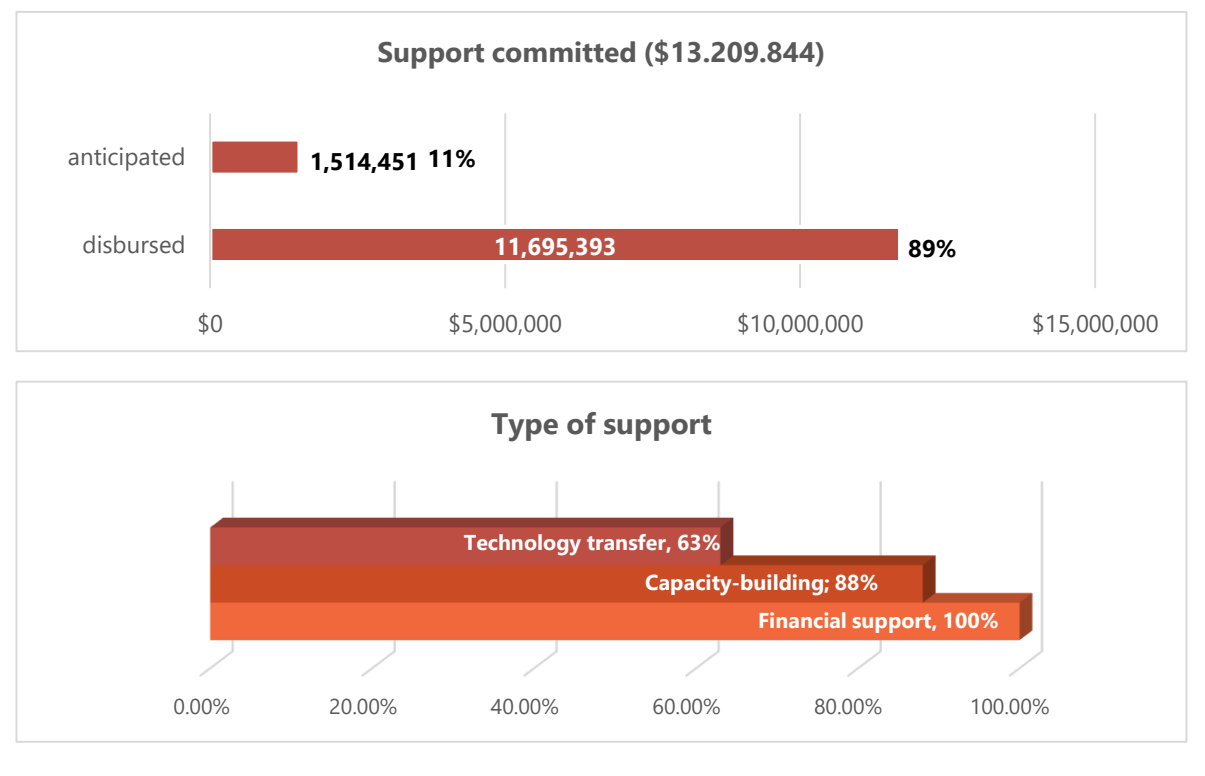 Support committed ($13.209.844)
anticipated 1,514,451 11%
disbursed 11,695,393 89%
$0 $5,000,000 $10,000,000 $15,000,000
Type of support
Technology transfer, 63%
Capacity-building; 88%
Financial support, 100%
0.00% 20.00% 40.00% 60.00% 80.00% 100.00%